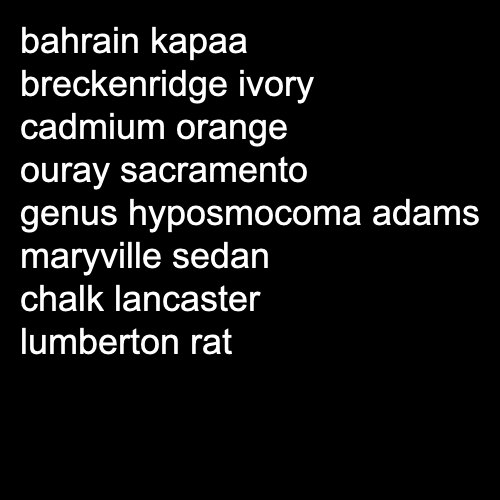 bahrain kapaa
breckenridge ivory
cadmium orange
ouray sacramento
genus hyposmocoma adams
maryville sedan
chalk lancaster
lumberton rat